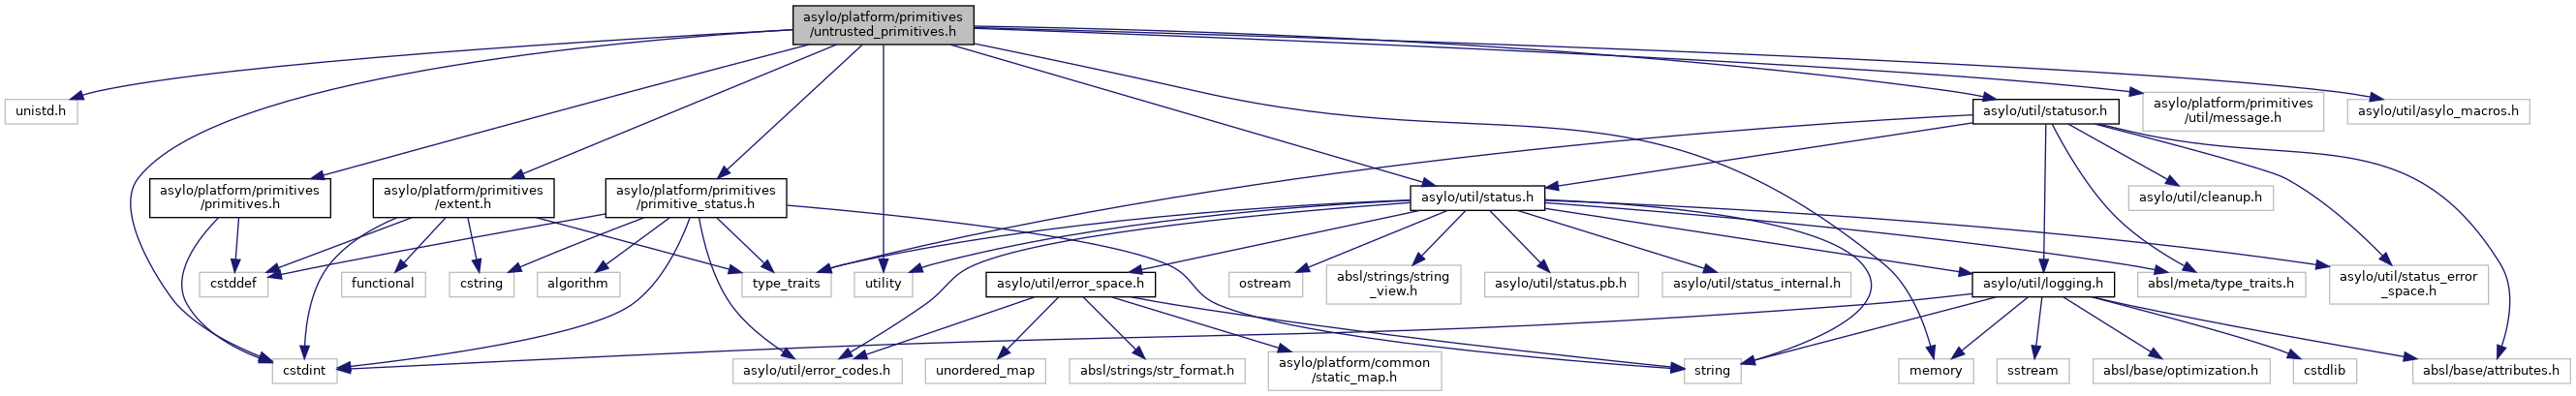 asylo/platform/primitives
/untrusted_primitives.h
unistd.h
asylo/util/statusor.h
asylo/platform/primitives
/util/message.h
asylo/util/asylo_macros.h
asylo/platform/primitives
/primitives.h
asylo/platform/primitives
/extent.h
asylo/platform/primitives
/primitive_status.h
asylo/util/status.h
asylo/util/cleanup.h
cstddef
functional
cstring
algorithm
type_traits
utility
asylo/util/error_space.h
ostream
absl/strings/string
_view.h
asylo/util/status.pb.h
asylo/util/status_internal.h
asylo/util/logging.h
absl/meta/type_traits.h
asylo/util/status_error
_space.h
cstdint
asylo/util/error_codes.h
unordered_map
absl/strings/str_format.h
asylo/platform/common
/static_map.h
string
memory
sstream
absl/base/optimization.h
cstdlib
absl/base/attributes.h